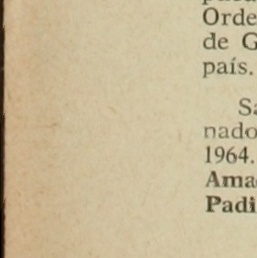 Orde
de G
país.
Sa
nado
1964.
Ama
Padi